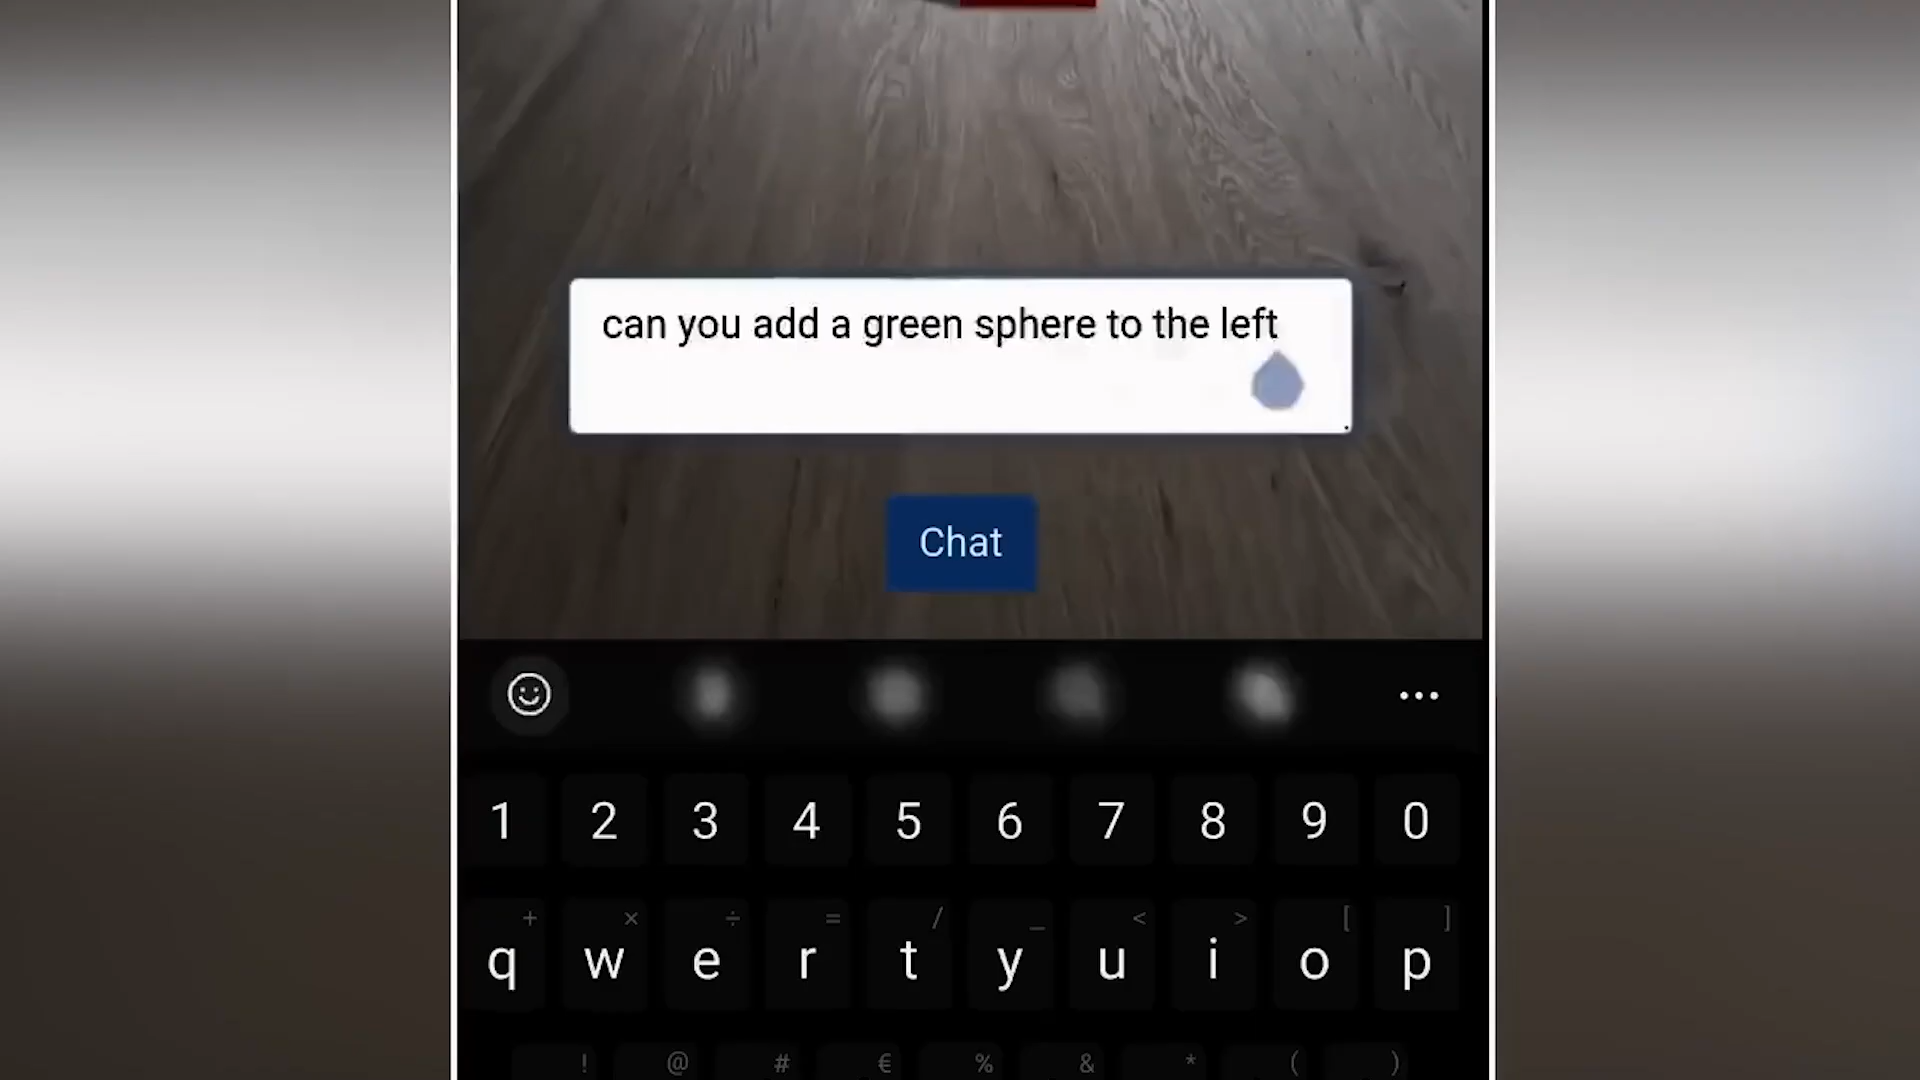 can you add a green sphere to the left
Chat
1 2 3 4 5 6 7 8 9 0
+ × ÷ = / _ < > [ ]
q w e r t y u i o p
! @ # € % & * ( )